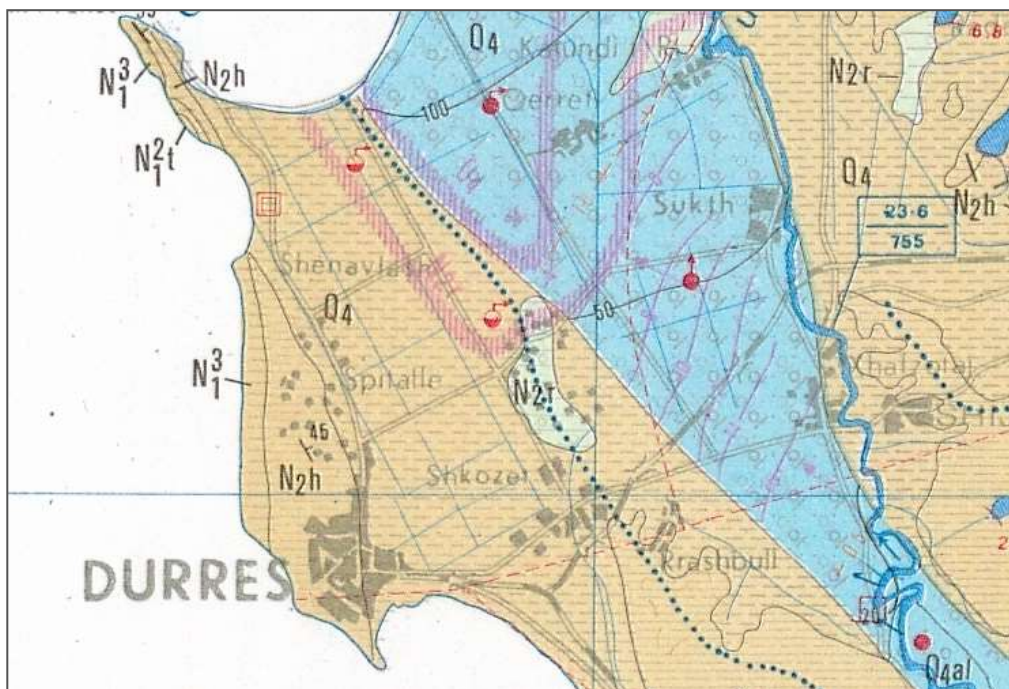 Q₄
N₁³
N₂h
N₁²t
100
Qerret
N₂r
Q₄
N₂h
Sukth
23-6
755
Shenavlash
Q₄
50
N₁³
Spitalle
N₂r
45
N₂h
Shkozet
DURRES
Rrashbull
201
Q₄al